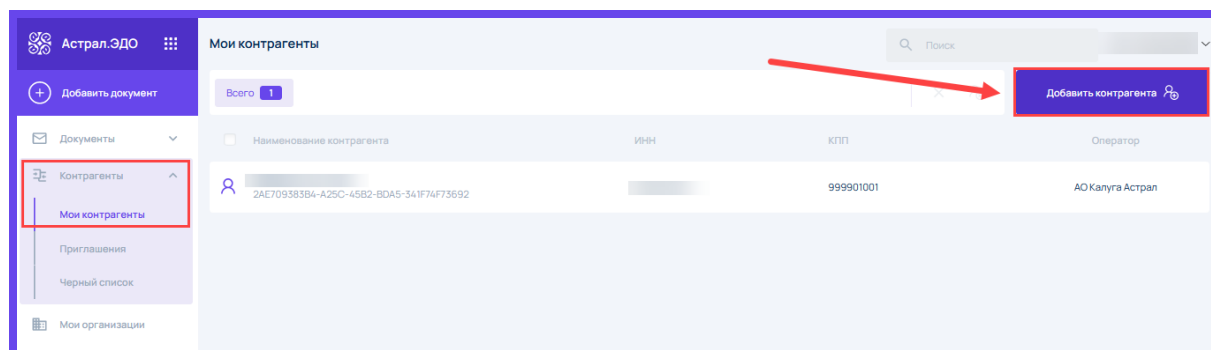 Астрал.ЭДО
Мои контрагенты
Поиск
Добавить документ
Всего 1
Добавить контрагента
Документы
Наименование контрагента ИНН КПП Оператор
Контрагенты
2AE709383B4-A25C-45B2-BDA5-341F74F73692
999901001
АО Калуга Астрал
Мои контрагенты
Приглашения
Черный список
Мои организации